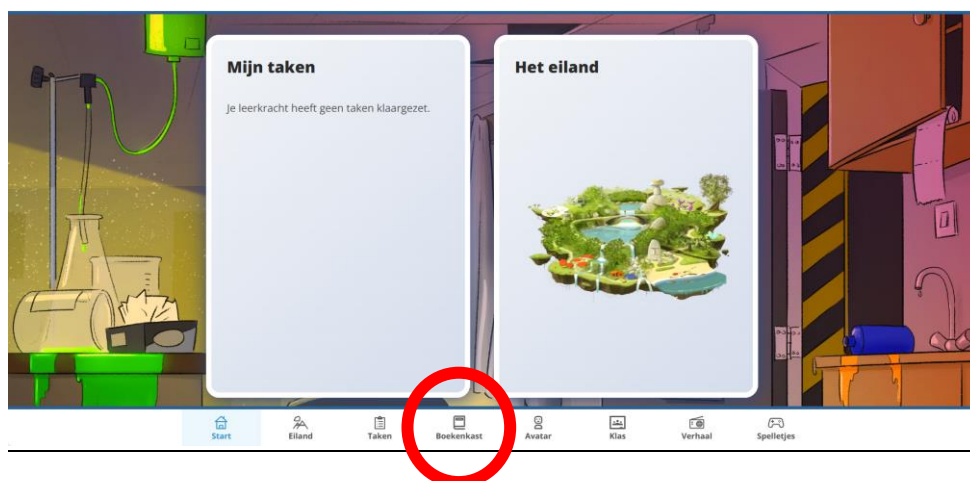 Mijn taken
Je leerkracht heeft geen taken klaargezet.
Het eiland
Start Eiland Taken Boekenkast Avatar Klas Verhaal Spelletjes